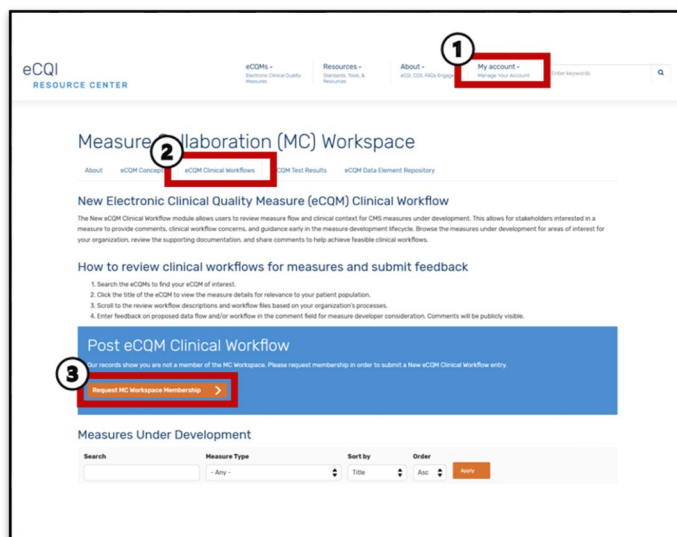 1
eCQI
RESOURCE CENTER
eCQMs -
Electronic Clinical Quality
Measures
Resources -
Standards, Tools, &
Resources
About -
eCQI, CDS, FAQs Engage
My account -
Manage Your Account
Enter keywords
Measure Collaboration (MC) Workspace
2
About eCQM Concepts eCQM Clinical Workflows eCQM Test Results eCQM Data Element Repository
New Electronic Clinical Quality Measure (eCQM) Clinical Workflow
The New eCQM Clinical Workflow module allows users to review measure flow and clinical context for CMS measures under development. This allows for stakeholders interested in a
measure to provide comments, clinical workflow concerns, and guidance early in the measure development lifecycle. Browse the measures under development for areas of interest for
your organization, review the supporting documentation, and share comments to help achieve feasible clinical workflows.
How to review clinical workflows for measures and submit feedback
1. Search the eCQMs to find your eCQM of interest.
2. Click the title of the eCQM to view the measure details for relevance to your patient population.
3. Scroll to the review workflow descriptions and workflow files based on your organization's processes.
4. Enter feedback on proposed data flow and/or workflow in the comment field for measure developer consideration. Comments will be publicly visible.
Post eCQM Clinical Workflow
Our records show you are not a member of the MC Workspace. Please request membership in order to submit a New eCQM Clinical Workflow entry.
3
Request MC Workspace Membership
Measures Under Development
Search Measure Type Sort by Order
- Any - Title Asc Apply